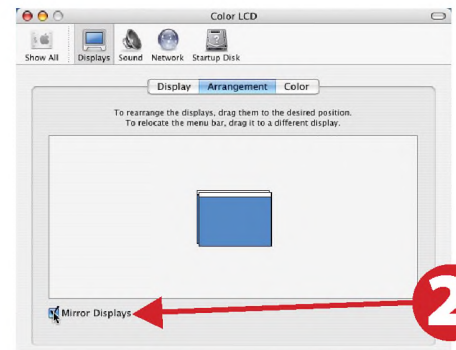 Color LCD
Show All Displays Sound Network Startup Disk
Display Arrangement Color
To rearrange the displays, drag them to the desired position.
To relocate the menu bar, drag it to a different display.
Mirror Displays
2